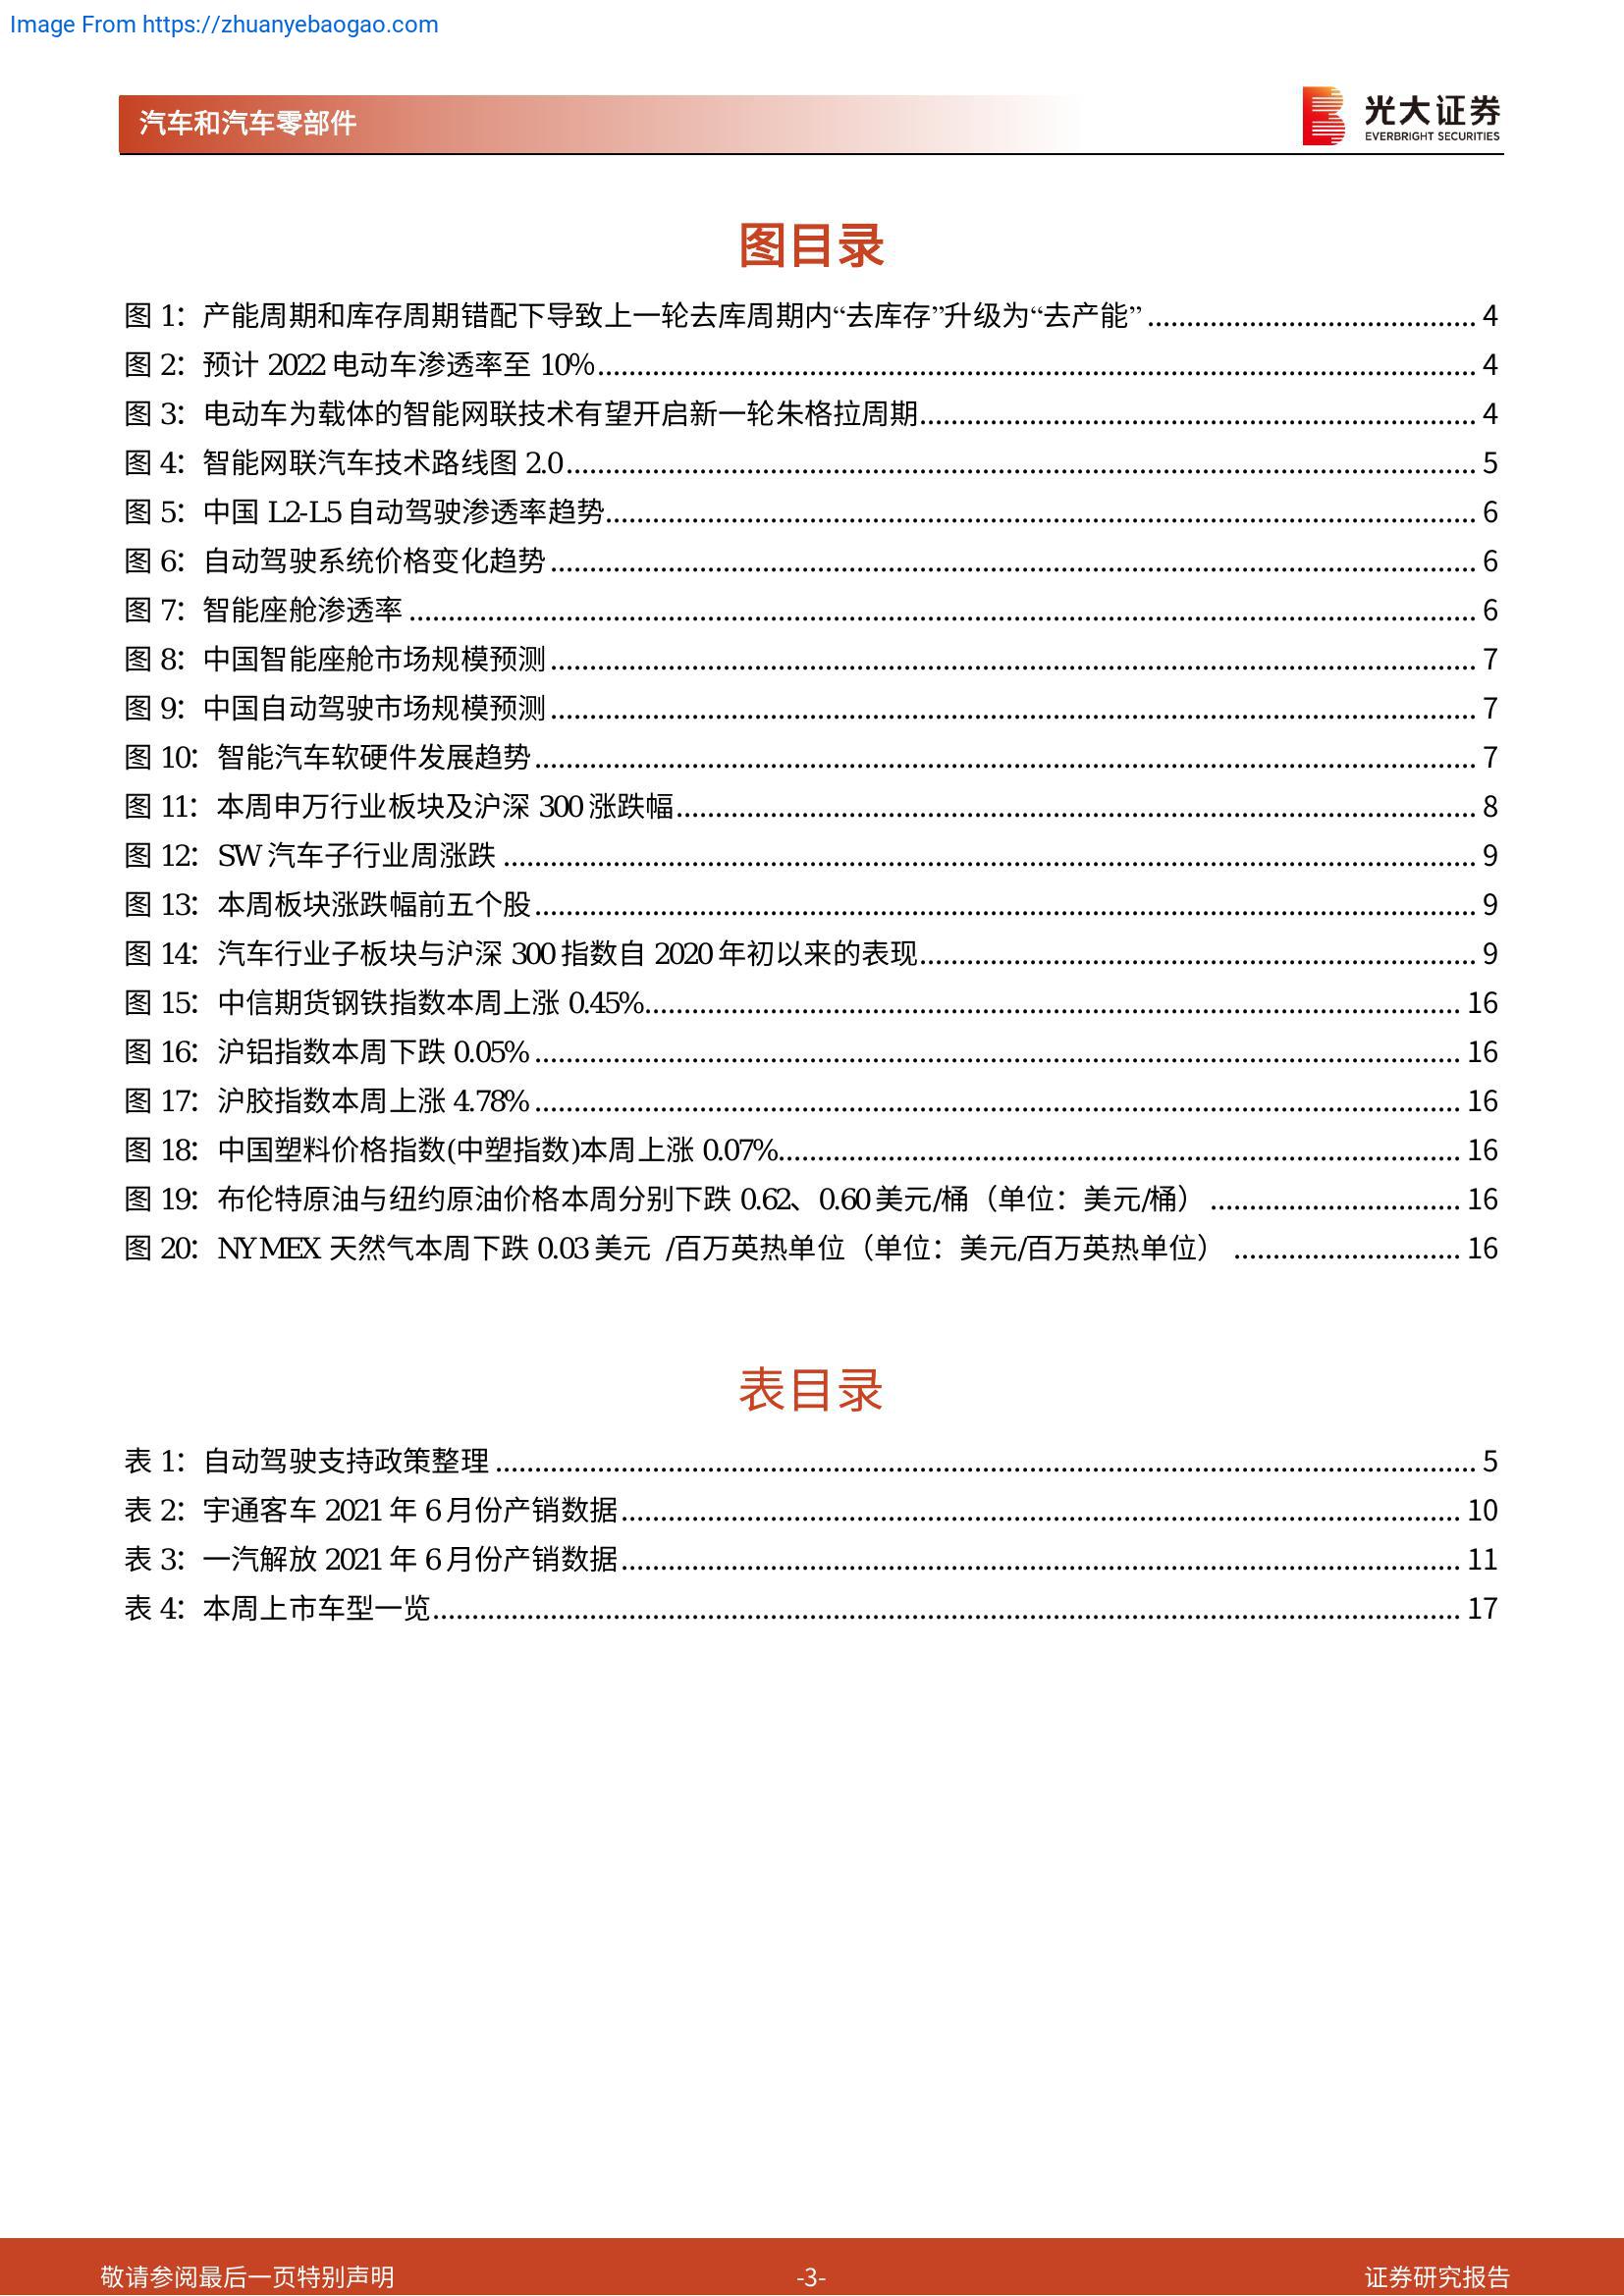 Image From https://zhuanyebaogao.com
汽车和汽车零部件
光大证券
EVERBRIGHT SECURITIES
图目录
图 1：产能周期和库存周期错配下导致上一轮去库周期内“去库存”升级为“去产能” 4
图 2：预计 2022 电动车渗透率至 10% 4
图 3：电动车为载体的智能网联技术有望开启新一轮朱格拉周期 4
图 4：智能网联汽车技术路线图 2.0 5
图 5：中国 L2-L5 自动驾驶渗透率趋势 6
图 6：自动驾驶系统价格变化趋势 6
图 7：智能座舱渗透率 6
图 8：中国智能座舱市场规模预测 7
图 9：中国自动驾驶市场规模预测 7
图 10：智能汽车软硬件发展趋势 7
图 11：本周申万行业板块及沪深 300 涨跌幅 8
图 12：SW 汽车子行业周涨跌 9
图 13：本周板块涨跌幅前五个股 9
图 14：汽车行业子板块与沪深 300 指数自 2020 年初以来的表现 9
图 15：中信期货钢铁指数本周上涨 0.45% 16
图 16：沪铝指数本周下跌 0.05% 16
图 17：沪胶指数本周上涨 4.78% 16
图 18：中国塑料价格指数(中塑指数)本周上涨 0.07% 16
图 19：布伦特原油与纽约原油价格本周分别下跌 0.62、0.60 美元/桶（单位：美元/桶） 16
图 20：NYMEX 天然气本周下跌 0.03 美元 /百万英热单位（单位：美元/百万英热单位） 16
表目录
表 1：自动驾驶支持政策整理 5
表 2：宇通客车 2021 年 6 月份产销数据 10
表 3：一汽解放 2021 年 6 月份产销数据 11
表 4：本周上市车型一览 17
敬请参阅最后一页特别声明
-3-
证券研究报告